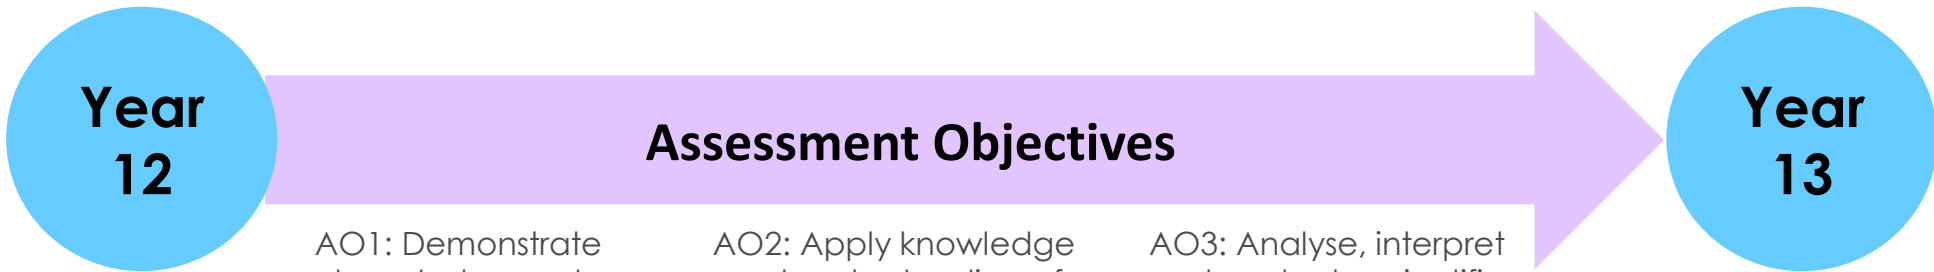 Year
12
Assessment Objectives
Year
13
AO1: Demonstrate
AO2: Apply knowledge
AO3: Analyse, interpret